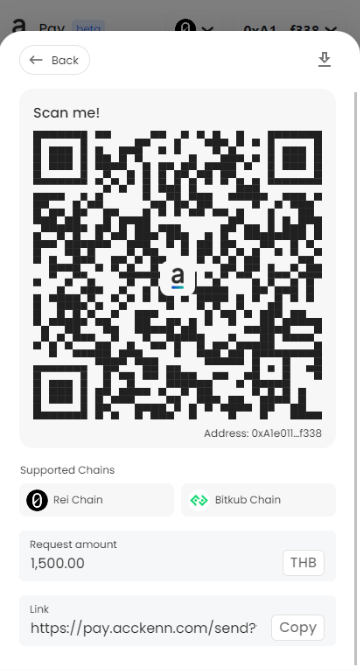 a Pay beta 0xA1...f338
Back
Scan me!
a
Address: 0xA1e011...f338
Supported Chains
Rei Chain
Bitkub Chain
Request amount
1,500.00
THB
Link
https://pay.acckenn.com/send?
Copy